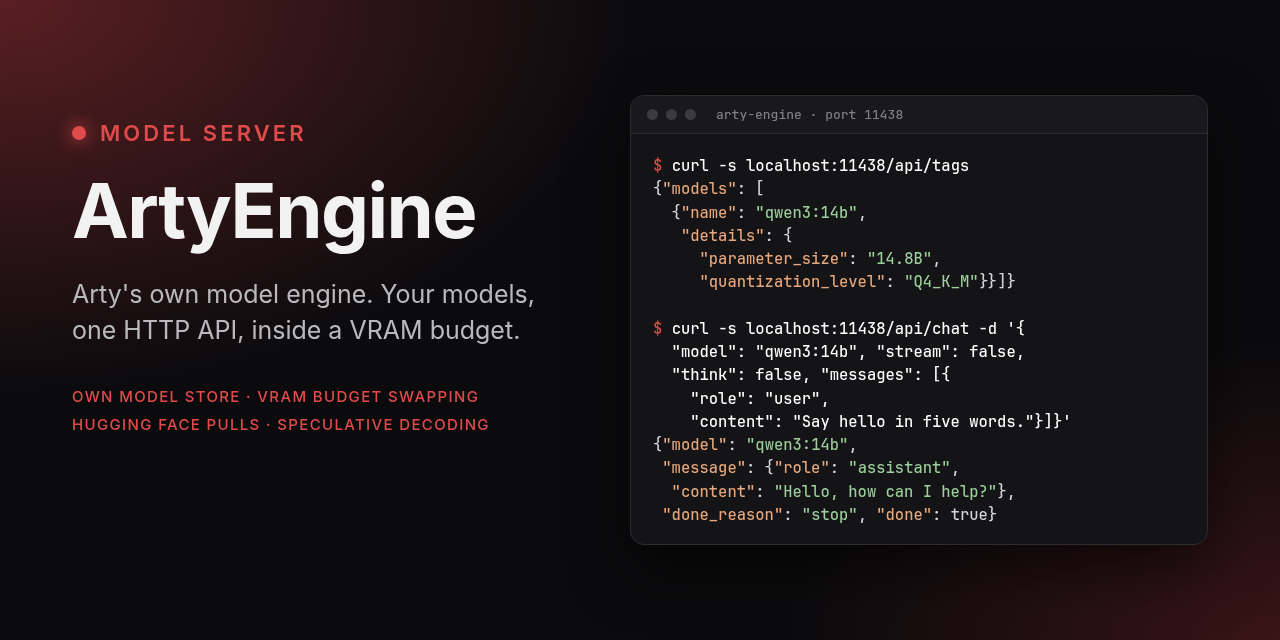 MODEL SERVER
ArtyEngine
Arty's own model engine. Your models,
one HTTP API, inside a VRAM budget.
OWN MODEL STORE · VRAM BUDGET SWAPPING
HUGGING FACE PULLS · SPECULATIVE DECODING
arty-engine · port 11438
$ curl -s localhost:11438/api/tags
{"models": [
  {"name": "qwen3:14b",
   "details": {
     "parameter_size": "14.8B",
     "quantization_level": "Q4_K_M"}}]}
$ curl -s localhost:11438/api/chat -d '{
  "model": "qwen3:14b", "stream": false,
  "think": false, "messages": [{
    "role": "user",
    "content": "Say hello in five words."}]}'
{"model": "qwen3:14b",
 "message": {"role": "assistant",
  "content": "Hello, how can I help?"},
 "done_reason": "stop", "done": true}